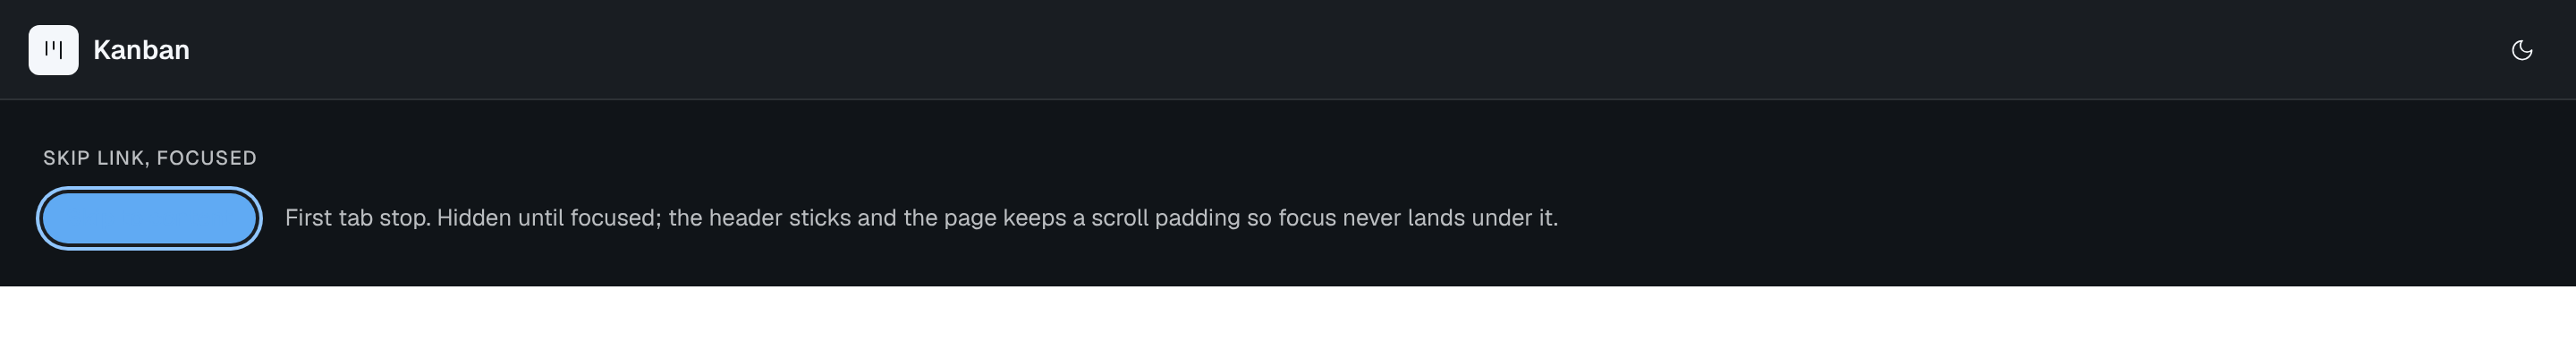 Kanban
SKIP LINK, FOCUSED
First tab stop. Hidden until focused; the header sticks and the page keeps a scroll padding so focus never lands under it.